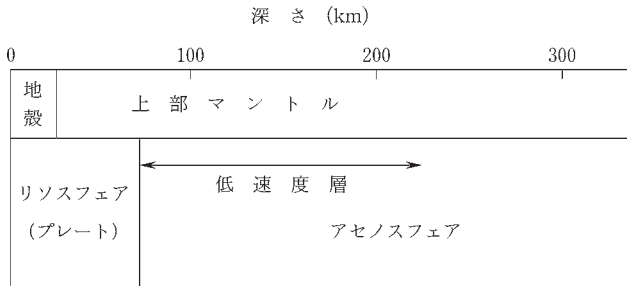 深さ (km)
0 100 200 300
地殻
上部マントル
低速度層
リソスフェア
(プレート)
アセノスフェア